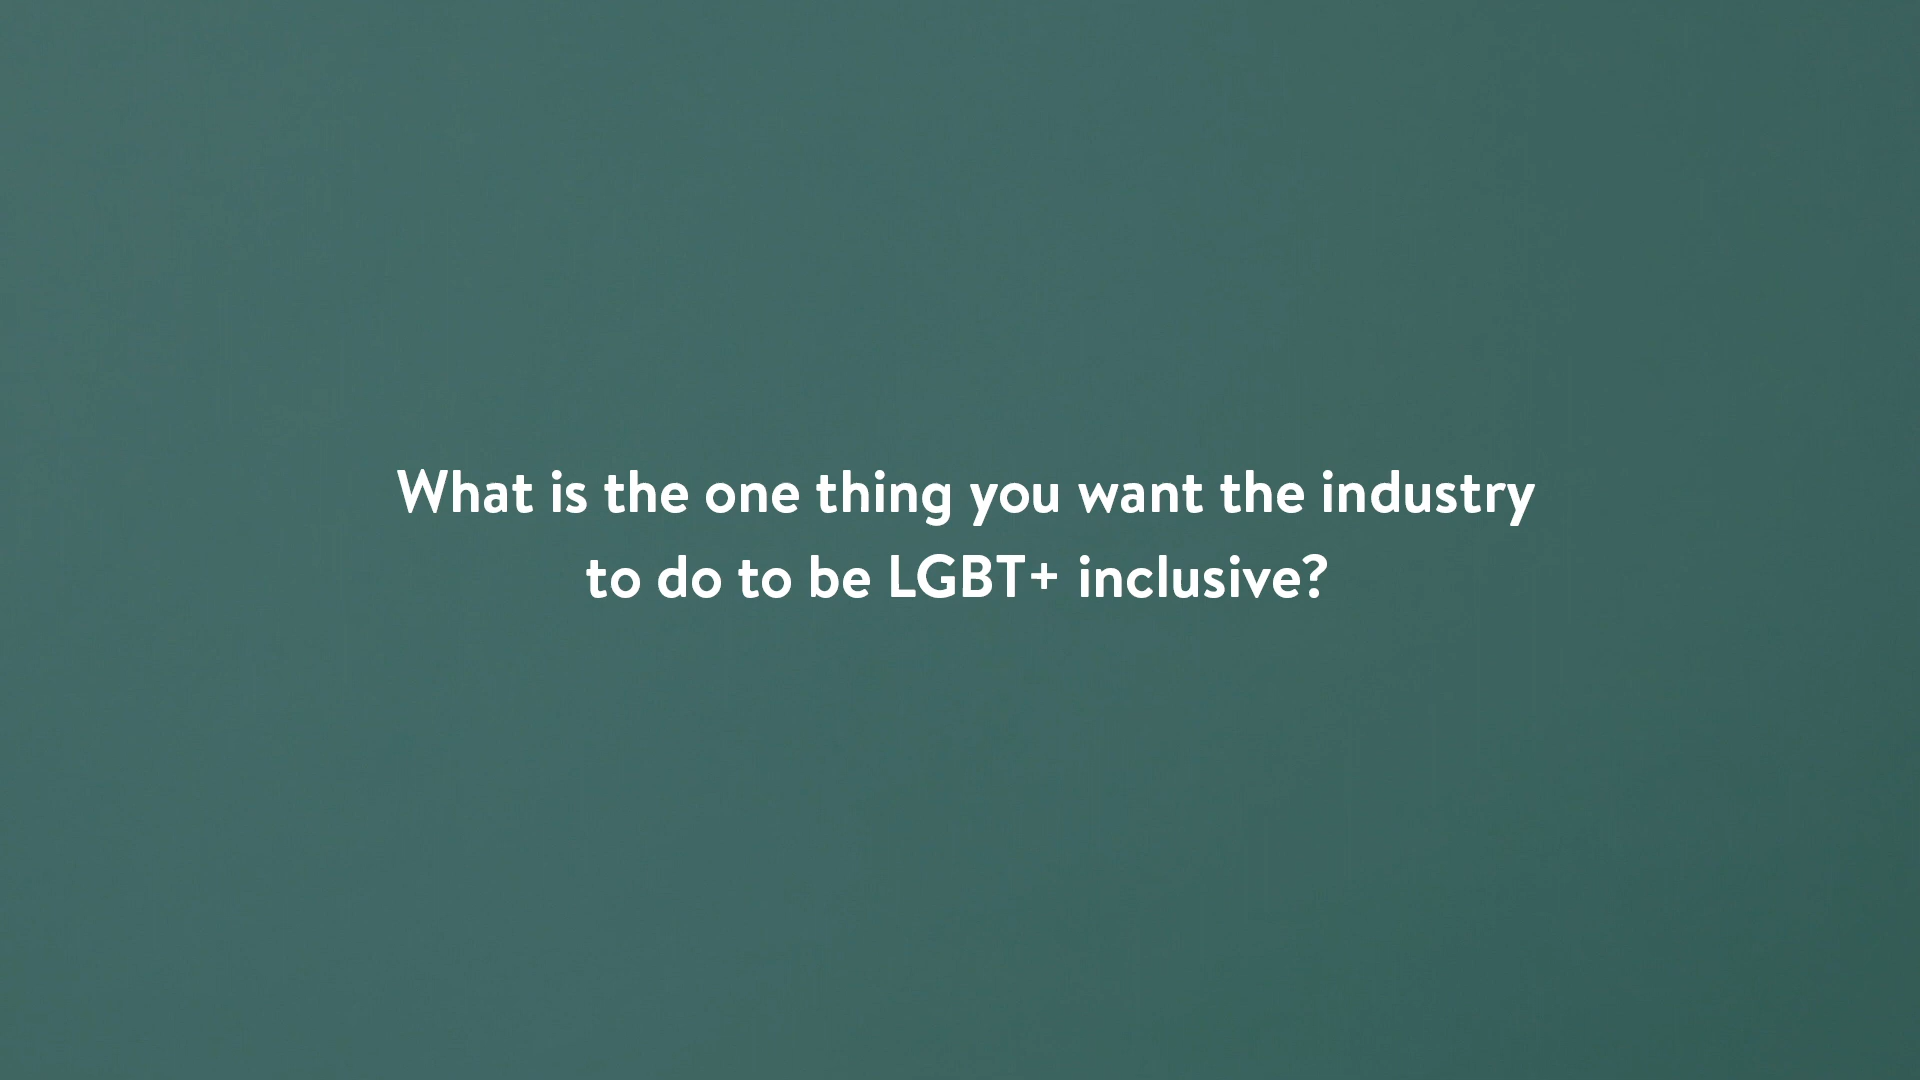 What is the one thing you want the industry
to do to be LGBT+ inclusive?